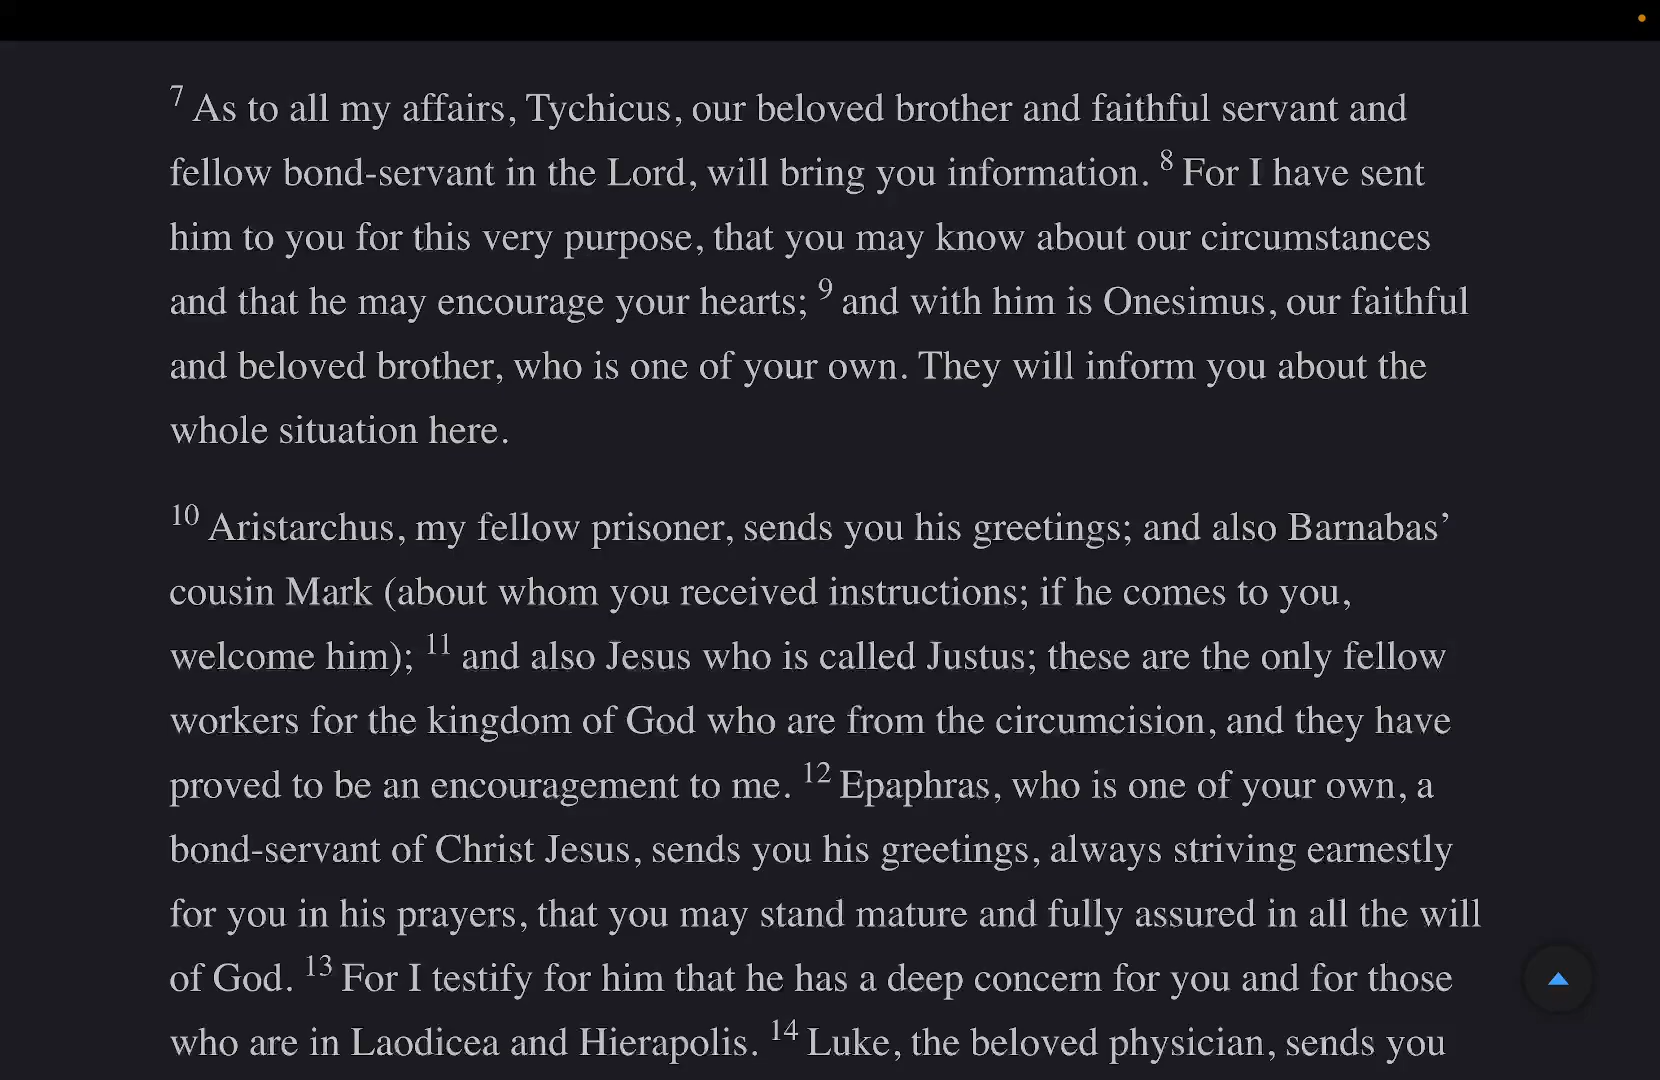 7 As to all my affairs, Tychicus, our beloved brother and faithful servant and
fellow bond-servant in the Lord, will bring you information. 8 For I have sent
him to you for this very purpose, that you may know about our circumstances
and that he may encourage your hearts; 9 and with him is Onesimus, our faithful
and beloved brother, who is one of your own. They will inform you about the
whole situation here.
10 Aristarchus, my fellow prisoner, sends you his greetings; and also Barnabas’
cousin Mark (about whom you received instructions; if he comes to you,
welcome him); 11 and also Jesus who is called Justus; these are the only fellow
workers for the kingdom of God who are from the circumcision, and they have
proved to be an encouragement to me. 12 Epaphras, who is one of your own, a
bond-servant of Christ Jesus, sends you his greetings, always striving earnestly
for you in his prayers, that you may stand mature and fully assured in all the will
of God. 13 For I testify for him that he has a deep concern for you and for those
who are in Laodicea and Hierapolis. 14 Luke, the beloved physician, sends you